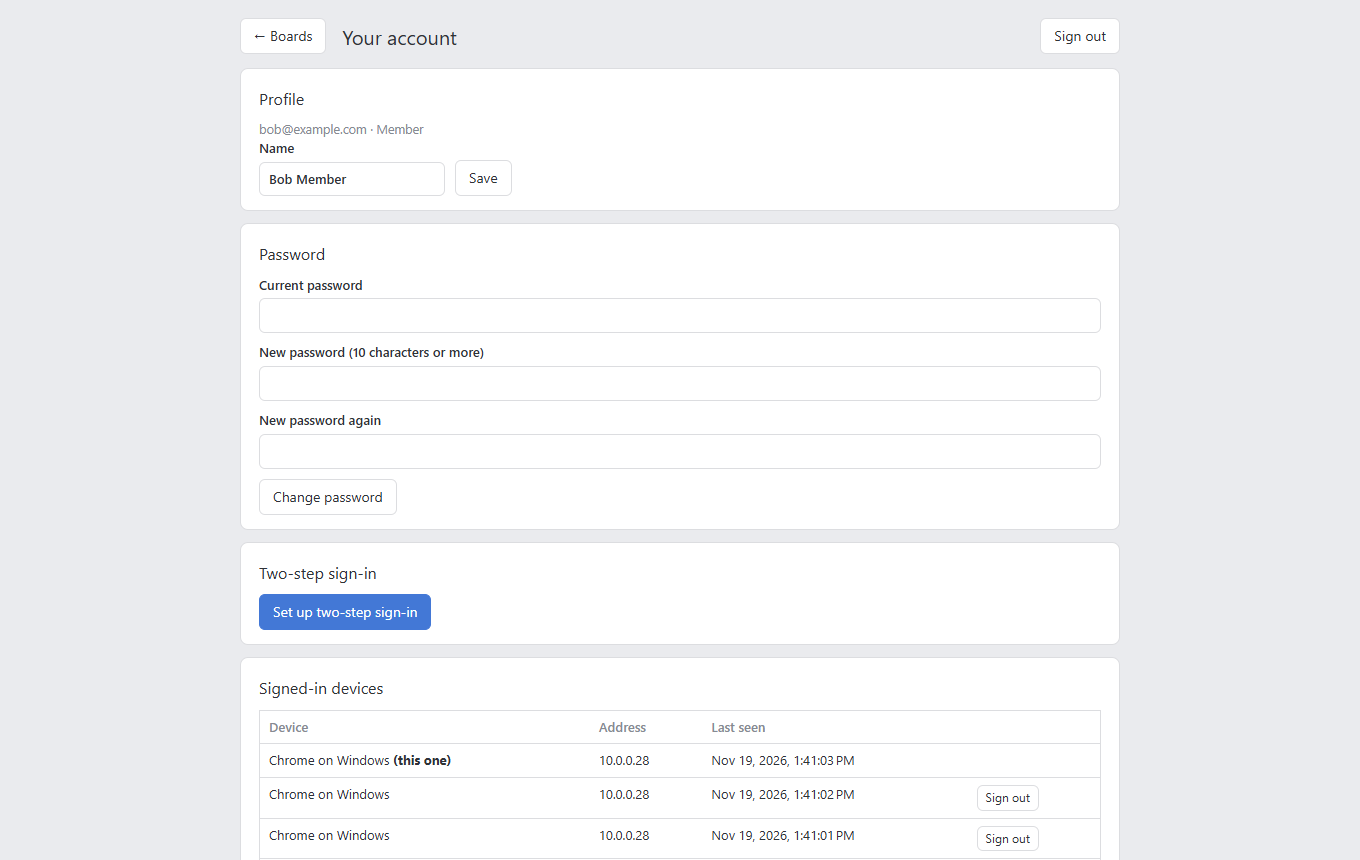 ← Boards Your account Sign out
Profile
bob@example.com · Member
Name
Bob Member Save
Password
Current password
New password (10 characters or more)
New password again
Change password
Two-step sign-in
Set up two-step sign-in
Signed-in devices
Device Address Last seen
Chrome on Windows (this one) 10.0.0.28 Nov 19, 2026, 1:41:03 PM
Chrome on Windows 10.0.0.28 Nov 19, 2026, 1:41:02 PM Sign out
Chrome on Windows 10.0.0.28 Nov 19, 2026, 1:41:01 PM Sign out